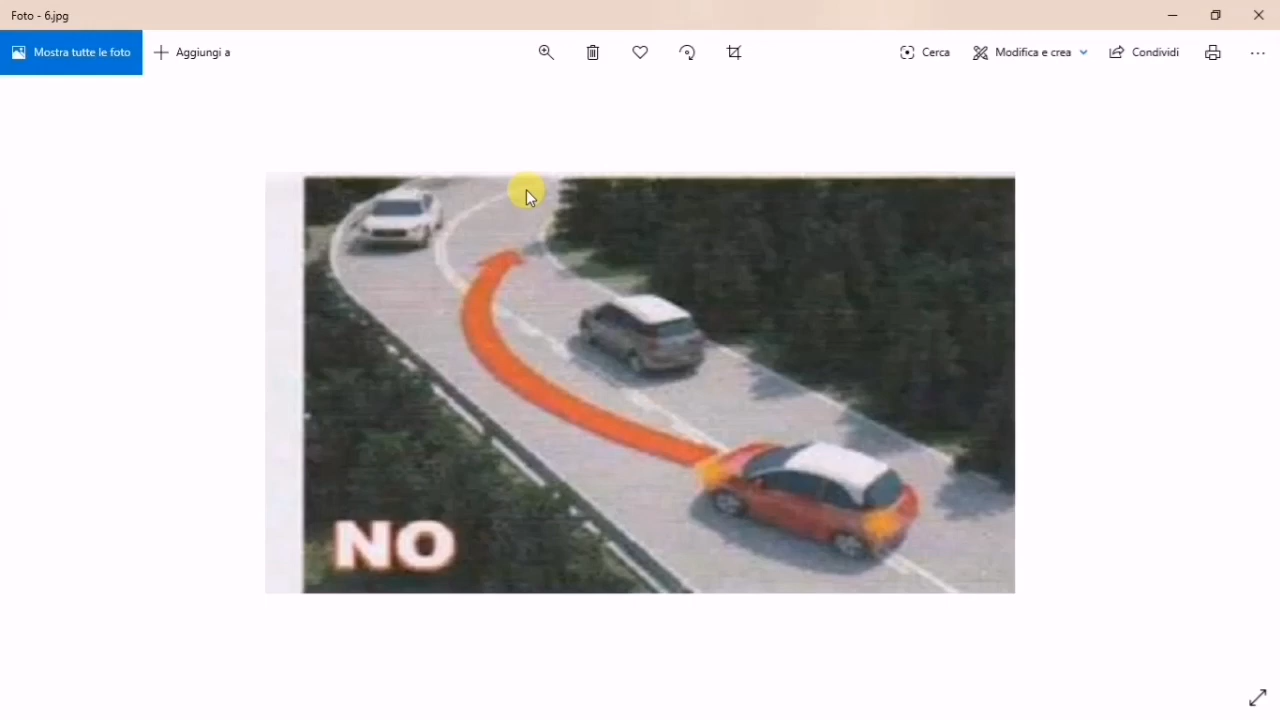 Foto - 6.jpg
Mostra tutte le foto
Aggiungi a
Cerca
Modifica e crea
Condividi
NO